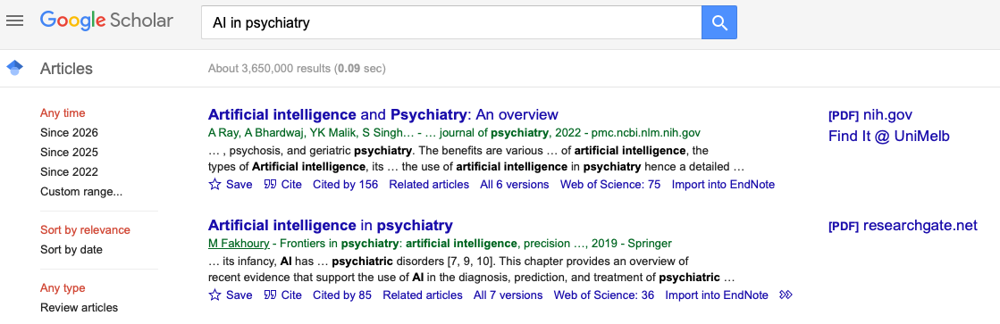 Google Scholar
AI in psychiatry
Articles
About 3,650,000 results (0.09 sec)
Any time
Since 2026
Since 2025
Since 2022
Custom range...
Sort by relevance
Sort by date
Any type
Review articles
Artificial intelligence and Psychiatry: An overview
A Ray, A Bhardwaj, YK Malik, S Singh… - … journal of psychiatry, 2022 - pmc.ncbi.nlm.nih.gov
… , psychosis, and geriatric psychiatry. The benefits are various … of artificial intelligence, the
types of Artificial intelligence, its … the use of artificial intelligence in psychiatry hence a detailed …
Save Cite Cited by 156 Related articles All 6 versions Web of Science: 75 Import into EndNote
[PDF] nih.gov
Find It @ UniMelb
Artificial intelligence in psychiatry
M Fakhoury - Frontiers in psychiatry: artificial intelligence, precision …, 2019 - Springer
… its infancy, AI has … psychiatric disorders [7, 9, 10]. This chapter provides an overview of
recent evidence that support the use of AI in the diagnosis, prediction, and treatment of psychiatric …
Save Cite Cited by 85 Related articles All 7 versions Web of Science: 36 Import into EndNote
[PDF] researchgate.net